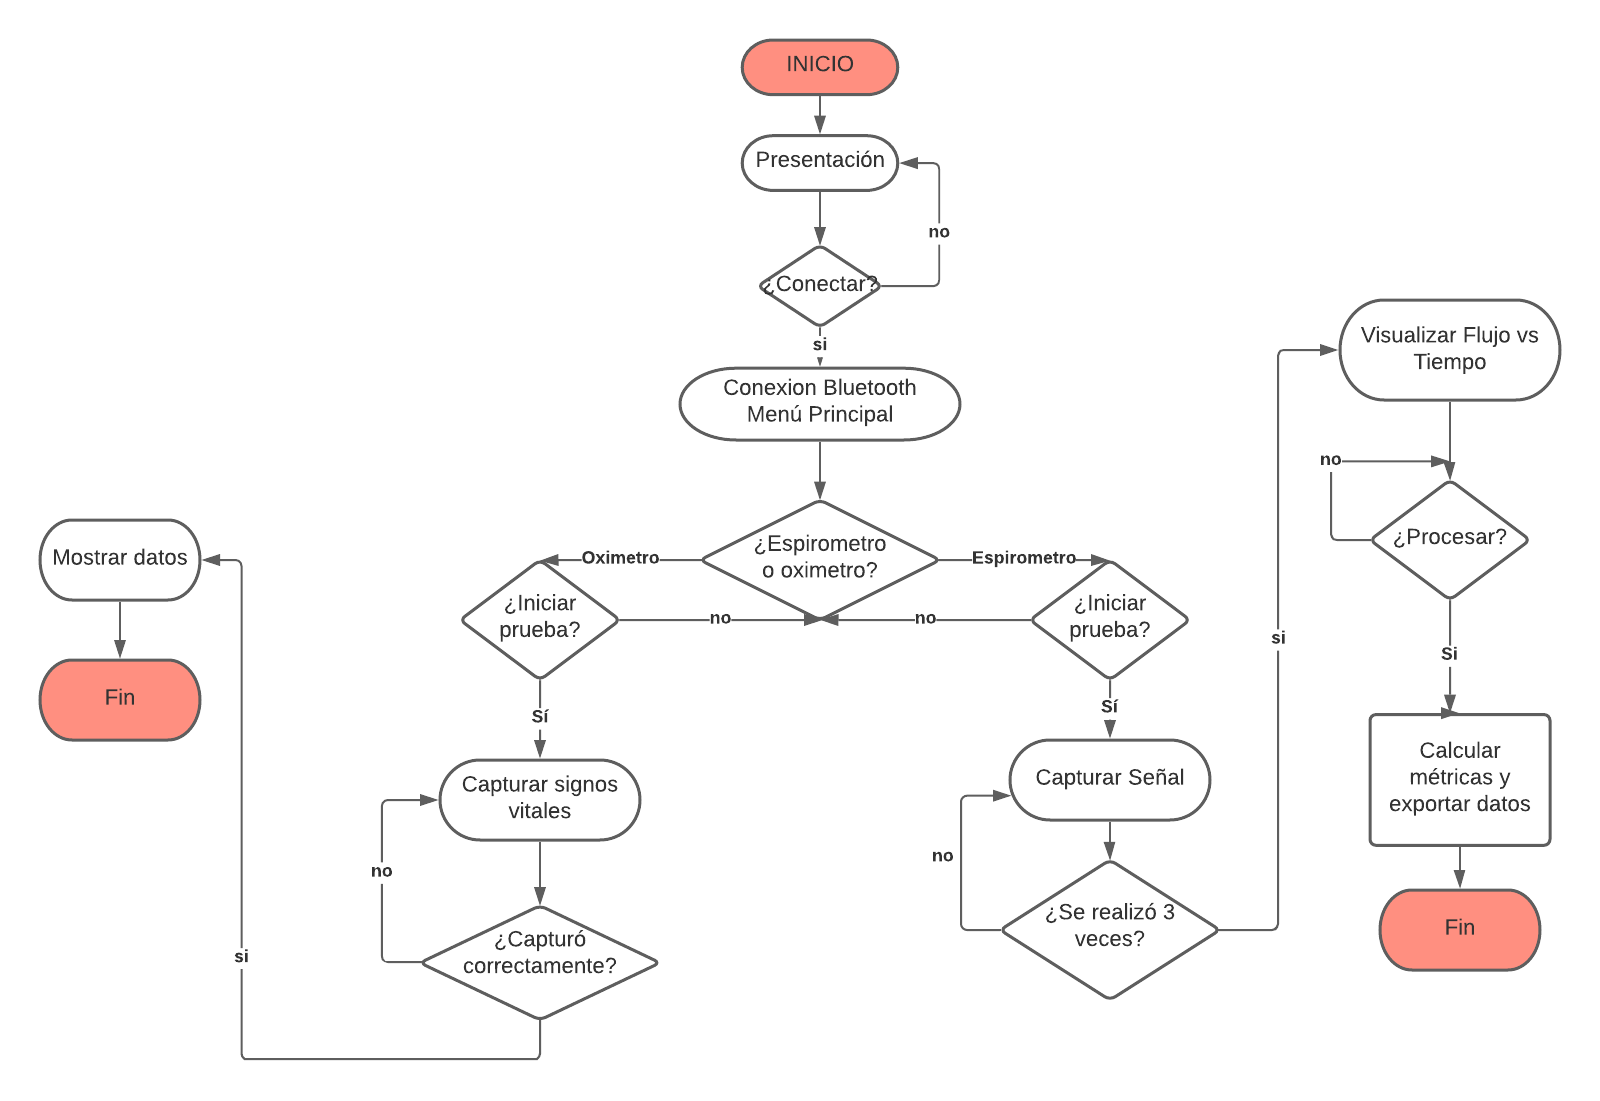 INICIO
Presentación
no
¿Conectar?
si
Conexion Bluetooth
Menú Principal
¿Espirometro
o oximetro?
Oximetro
Espirometro
¿Iniciar
prueba?
no
no
¿Iniciar
prueba?
Sí
Capturar signos
vitales
no
¿Capturó
correctamente?
si
Mostrar datos
Fin
Sí
Capturar Señal
no
¿Se realizó 3
veces?
si
Visualizar Flujo vs
Tiempo
no
¿Procesar?
Si
Calcular
métricas y
exportar datos
Fin